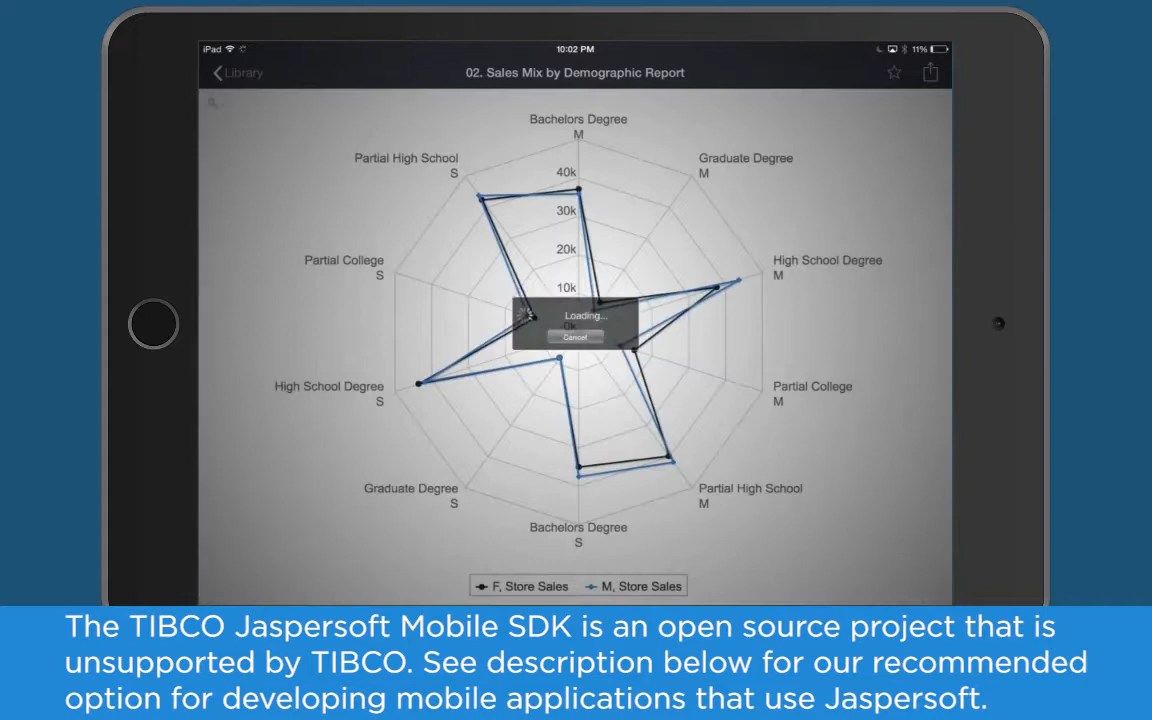 iPad 10:02 PM 11%
Library 02. Sales Mix by Demographic Report
Bachelors Degree
M
Partial High School
S
Graduate Degree
M
40k
30k
20k
10k
0k
Partial College
S
High School Degree
M
Loading...
Cancel
High School Degree
S
Partial College
M
Graduate Degree
S
Partial High School
M
Bachelors Degree
S
F, Store Sales M, Store Sales
The TIBCO Jaspersoft Mobile SDK is an open source project that is
unsupported by TIBCO. See description below for our recommended
option for developing mobile applications that use Jaspersoft.